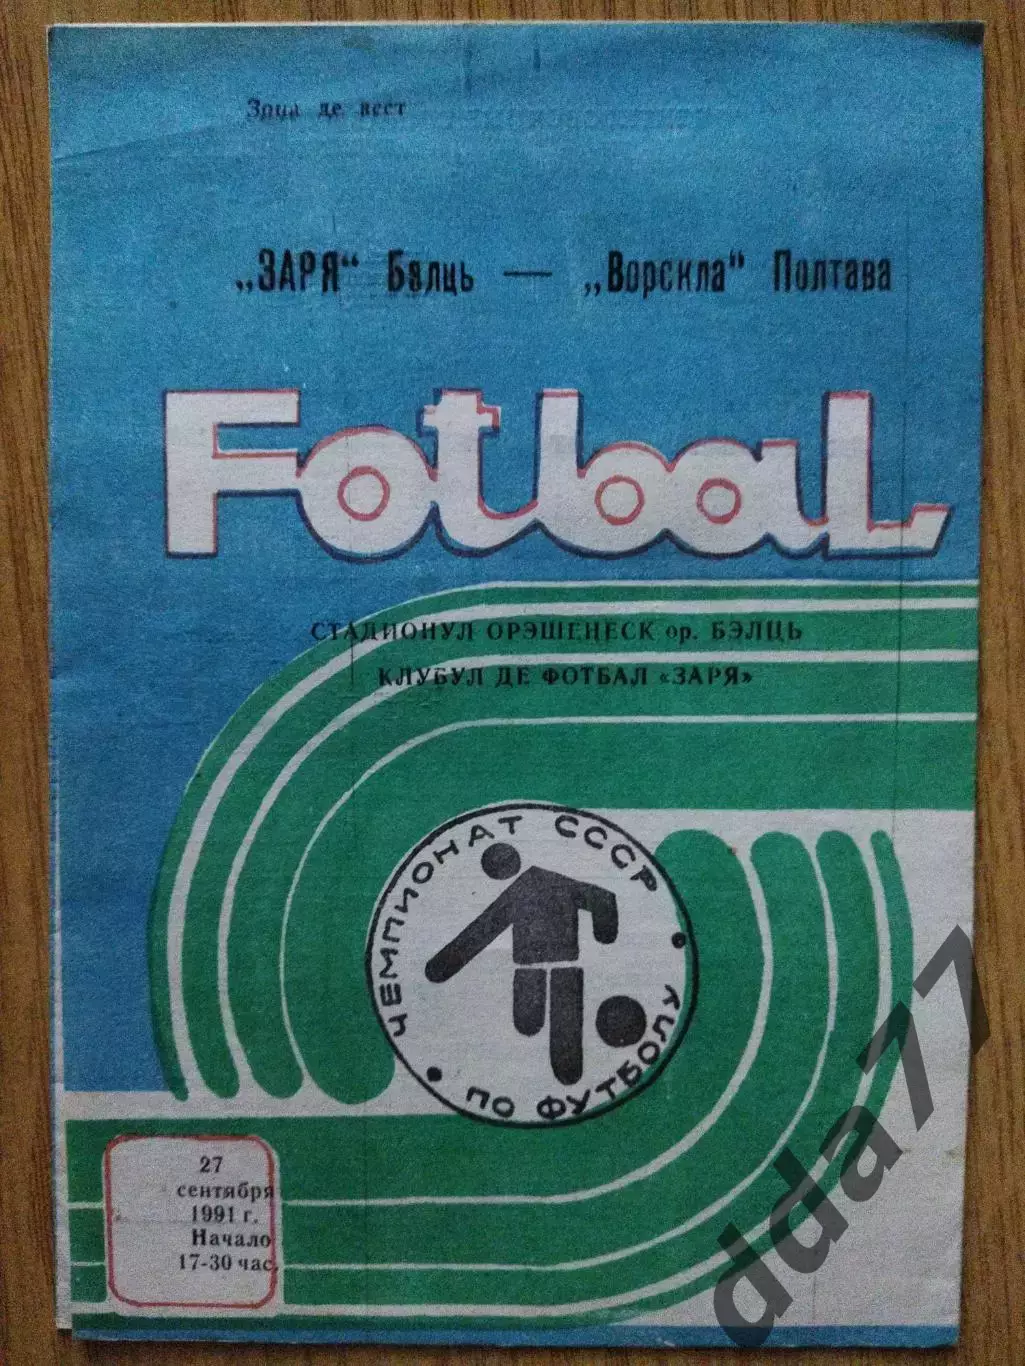 Зона де вест
„ЗАРЯ“ Бэлць — „Ворскла“ Полтава
Fotbal
СТАДИОНУЛ ОРЭШЕНЕСК ор. БЭЛЦЬ
КЛУБУЛ ДЕ ФОТБАЛ «ЗАРЯ»
ЧЕМПИОНАТ СССР
• ПО ФУТБОЛУ •
27
сентября
1991 г.
Начало
17-30 час.
dda77